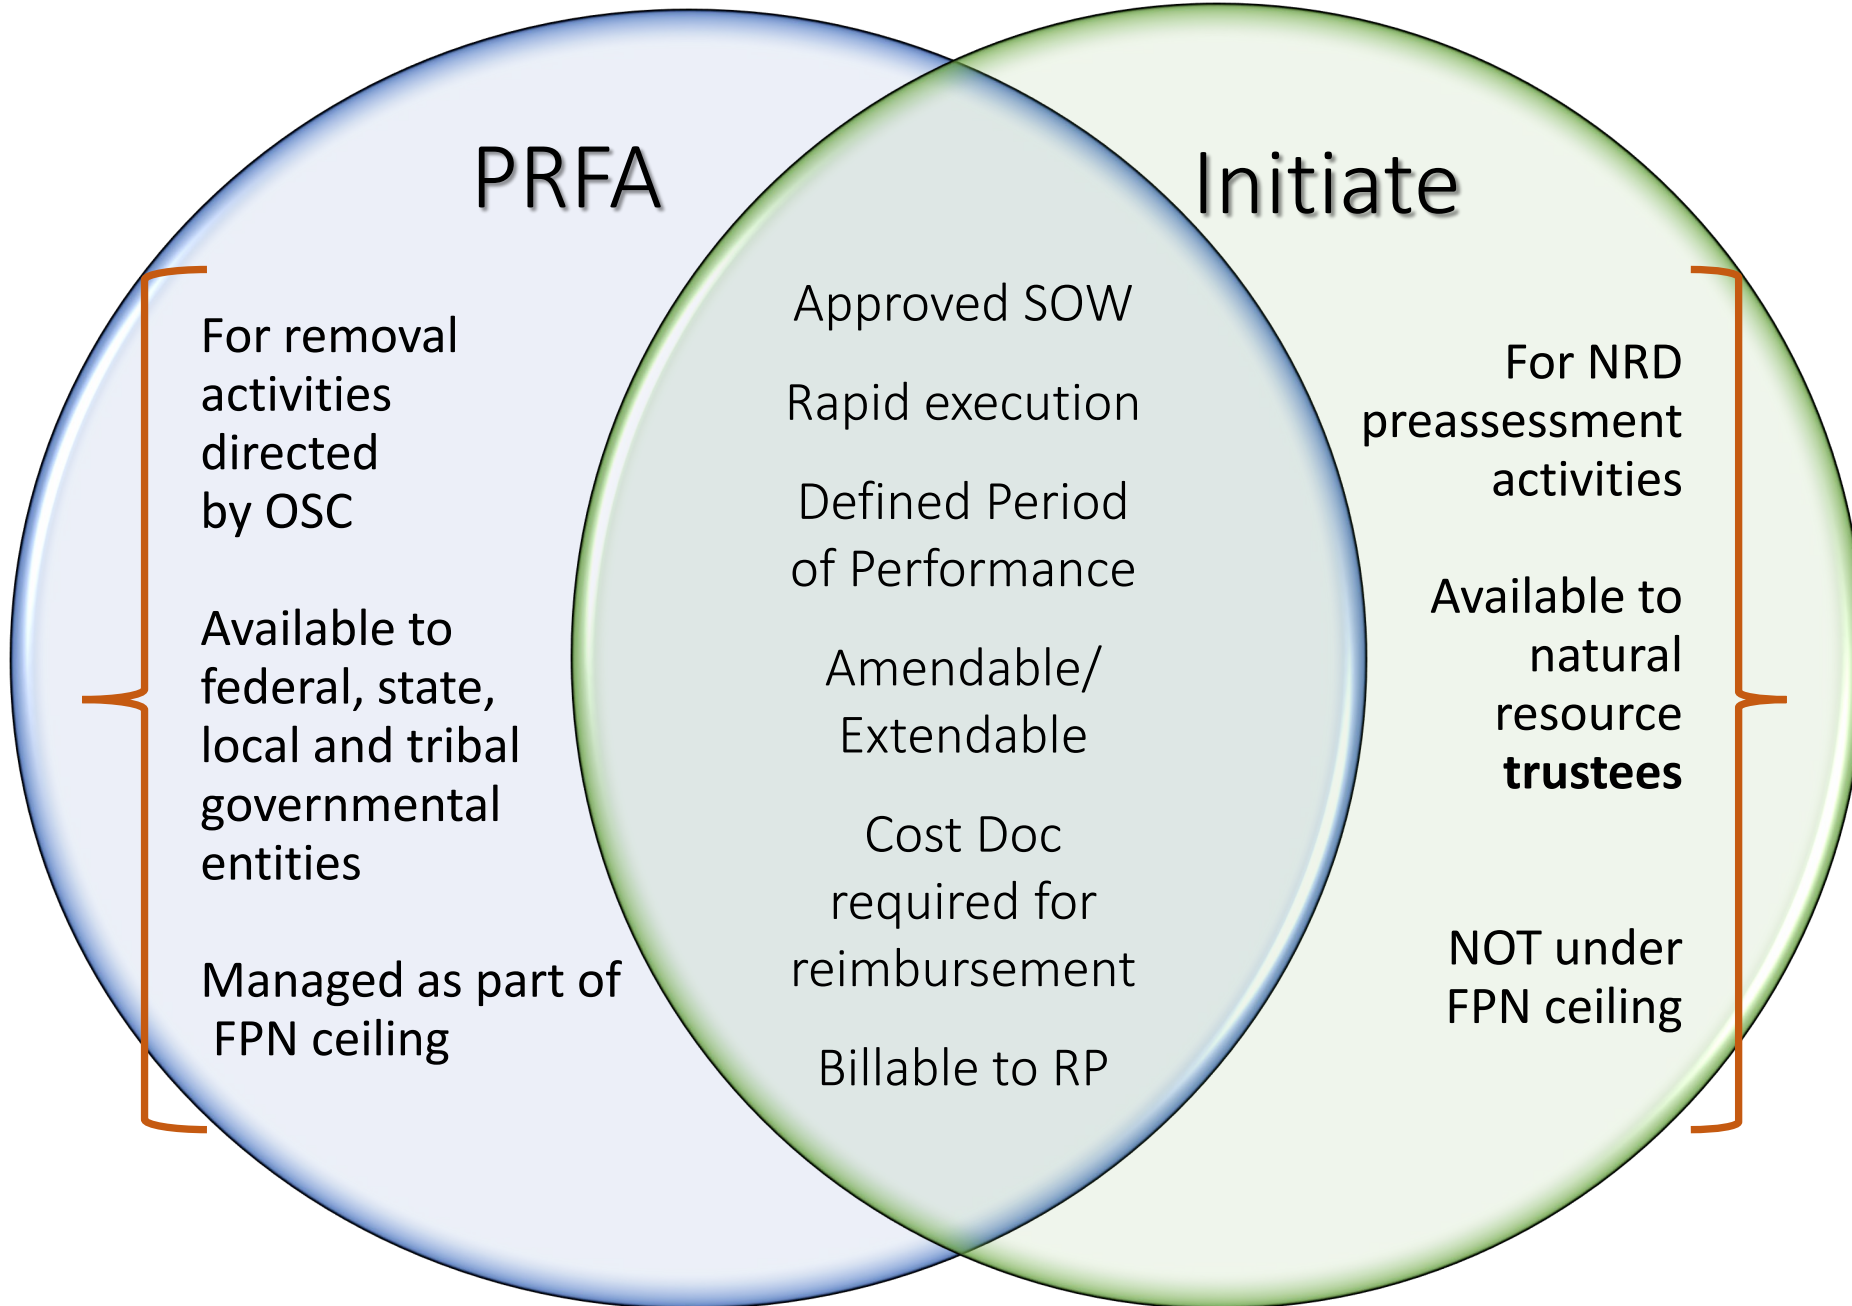 PRFA
For removal
activities
directed
by OSC
Available to
federal, state,
local and tribal
governmental
entities
Managed as part of
FPN ceiling
Approved SOW
Rapid execution
Defined Period
of Performance
Amendable/
Extendable
Cost Doc
required for
reimbursement
Billable to RP
Initiate
For NRD
preassessment
activities
Available to
natural
resource
trustees
NOT under
FPN ceiling